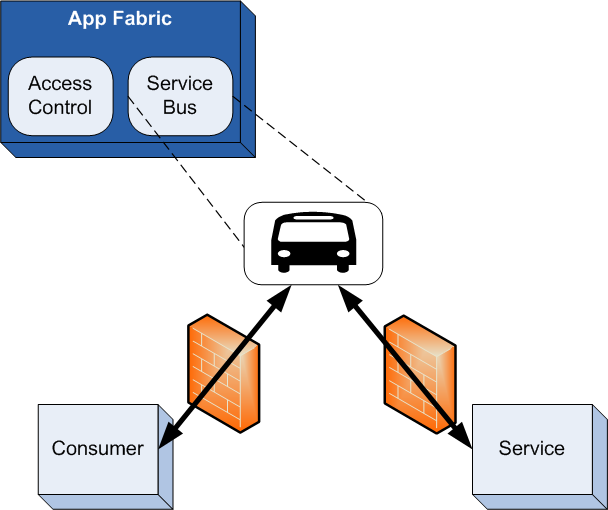 App Fabric
Access
Control
Service
Bus
Consumer
Service